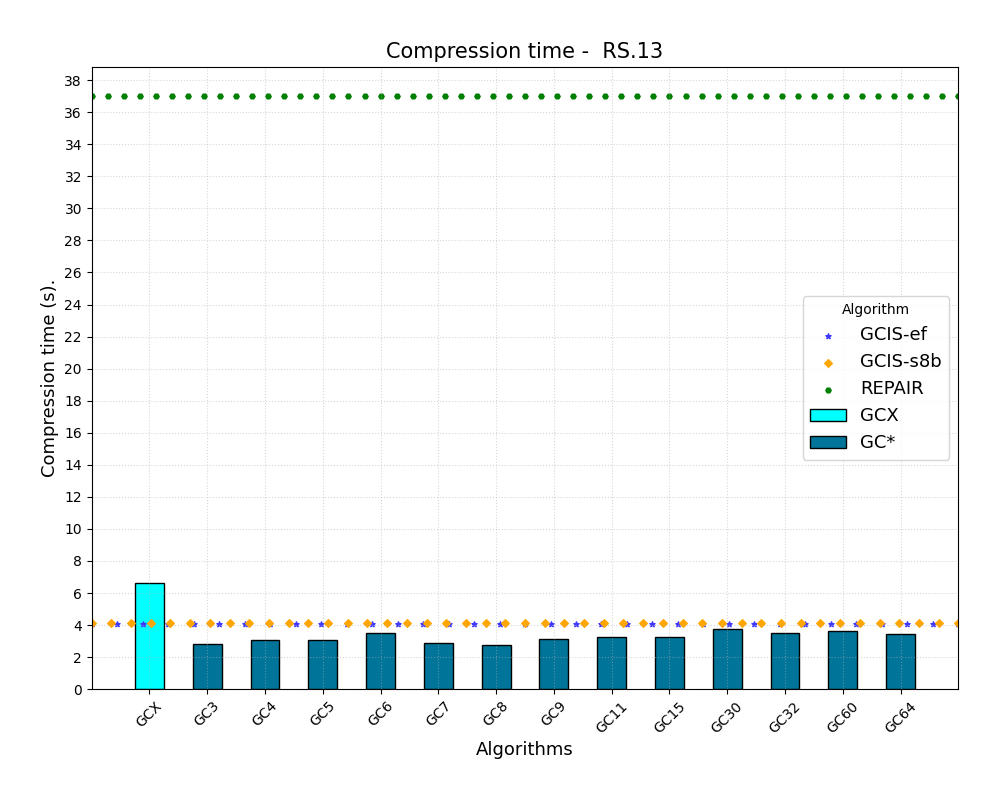 Compression time -  RS.13
Compression time (s).
38
36
34
32
30
28
26
24
22
20
18
16
14
12
10
8
6
4
2
0
Algorithm
GCIS-ef
GCIS-s8b
REPAIR
GCX
GC*
GCX
GC3
GC4
GC5
GC6
GC7
GC8
GC9
GC11
GC15
GC30
GC32
GC60
GC64
Algorithms